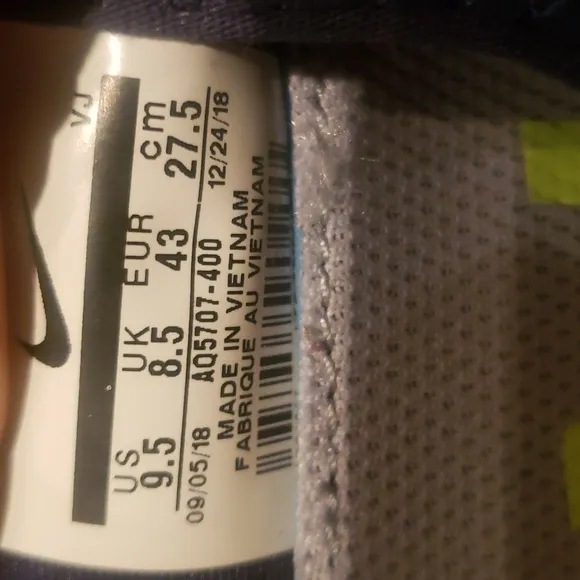 VJ
US UK EUR cm
9.5 8.5 43 27.5
09/05/18 AQ5707-400 12/24/18
MADE IN VIETNAM
FABRIQUE AU VIETNAM